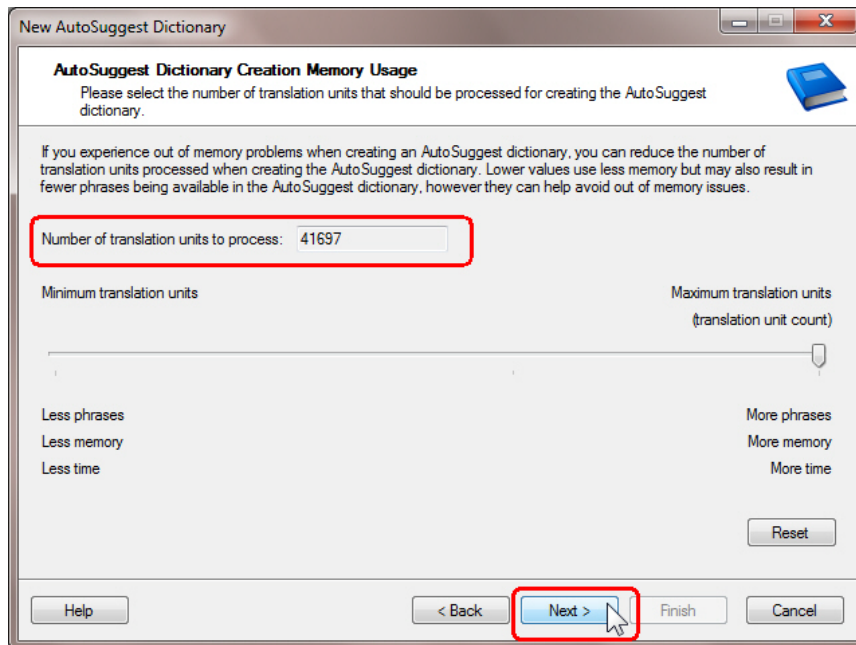 New AutoSuggest Dictionary
AutoSuggest Dictionary Creation Memory Usage
Please select the number of translation units that should be processed for creating the AutoSuggest
dictionary.
If you experience out of memory problems when creating an AutoSuggest dictionary, you can reduce the number of
translation units processed when creating the AutoSuggest dictionary. Lower values use less memory but may also result in
fewer phrases being available in the AutoSuggest dictionary, however they can help avoid out of memory issues.
Number of translation units to process: 41697
Minimum translation units Maximum translation units
(translation unit count)
Less phrases More phrases
Less memory More memory
Less time More time
Reset
Help < Back Next > Finish Cancel